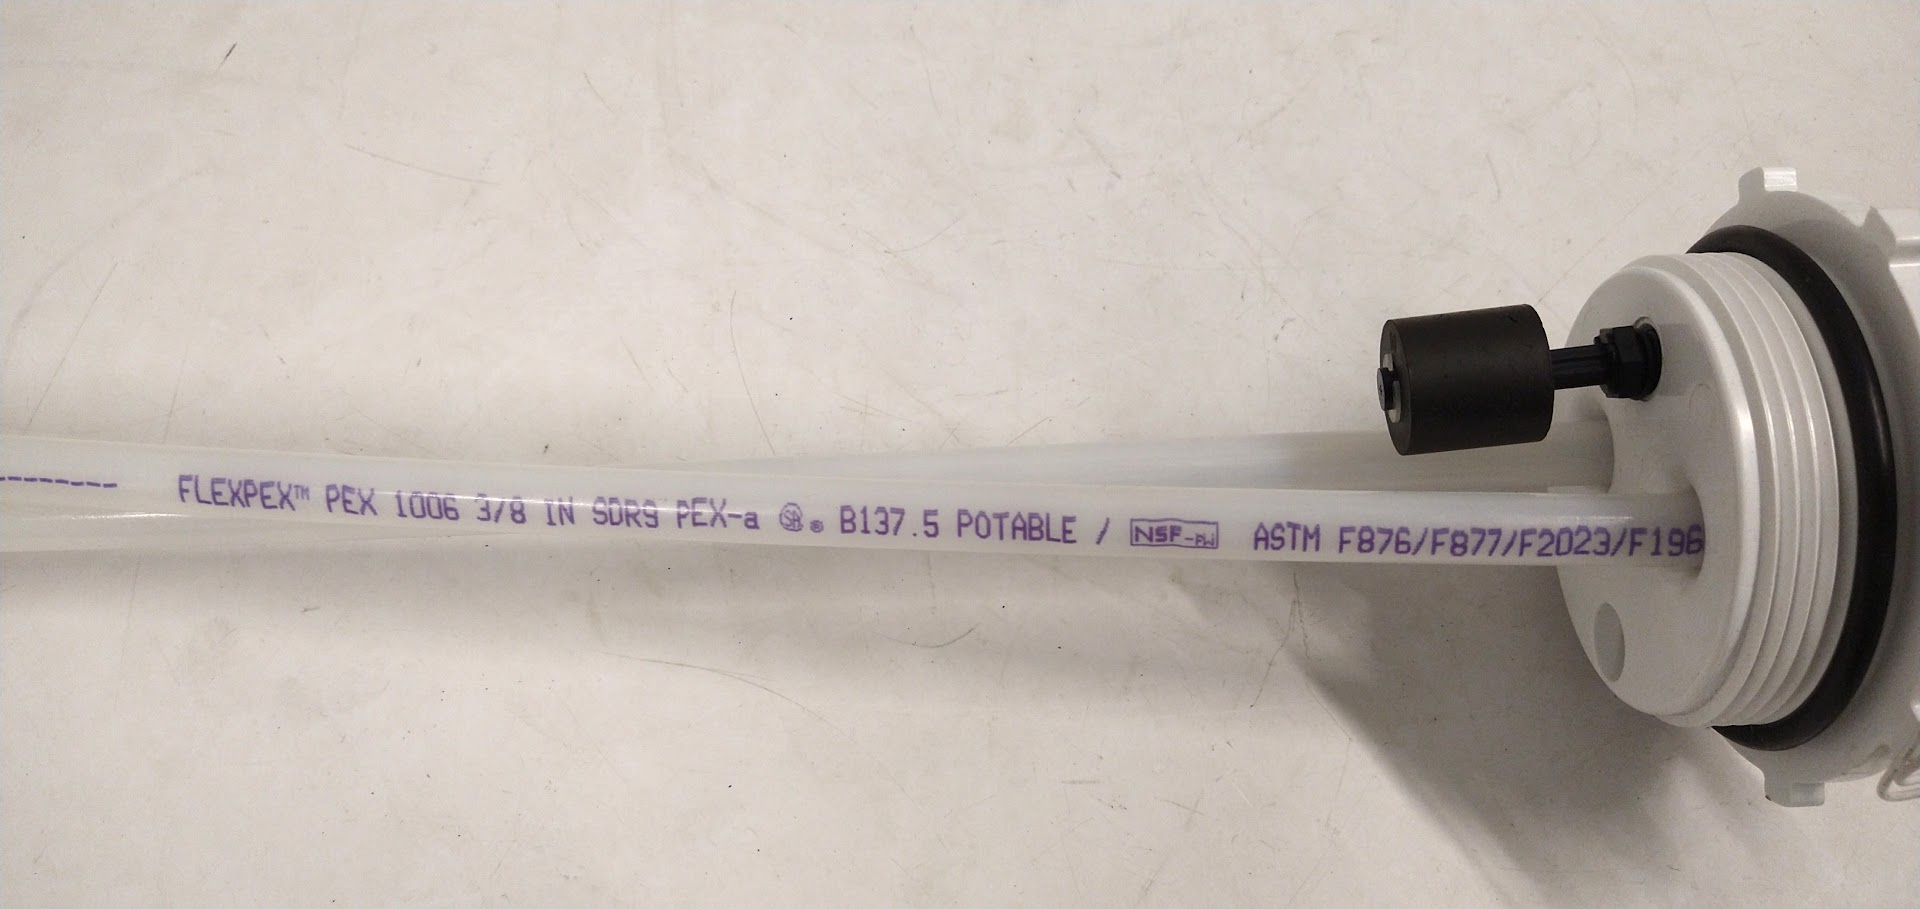 --------- FLEXPEX™ PEX 1006 3/8 IN SDR9 PEX-a ® B137.5 POTABLE / NSF-PW ASTM F876/F877/F2023/F196